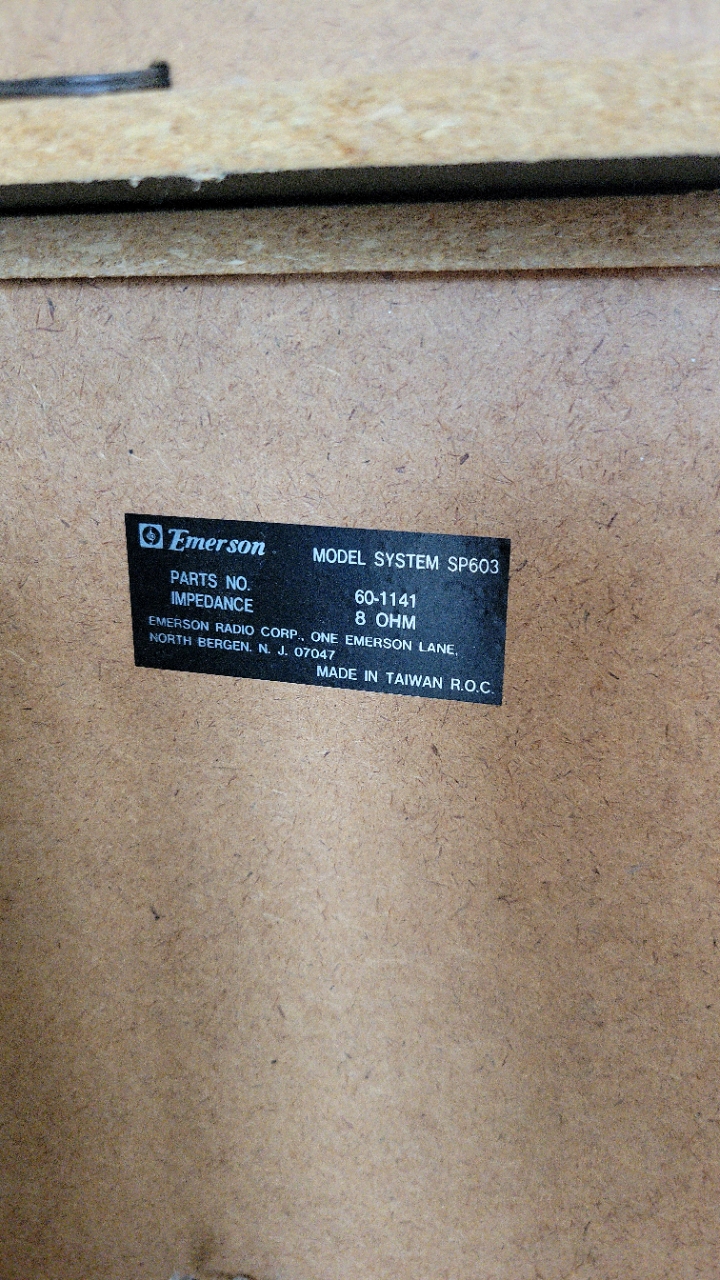 Emerson MODEL SYSTEM SP603
PARTS NO. 60-1141
IMPEDANCE 8 OHM
EMERSON RADIO CORP., ONE EMERSON LANE,
NORTH BERGEN. N. J. 07047
MADE IN TAIWAN R.O.C.